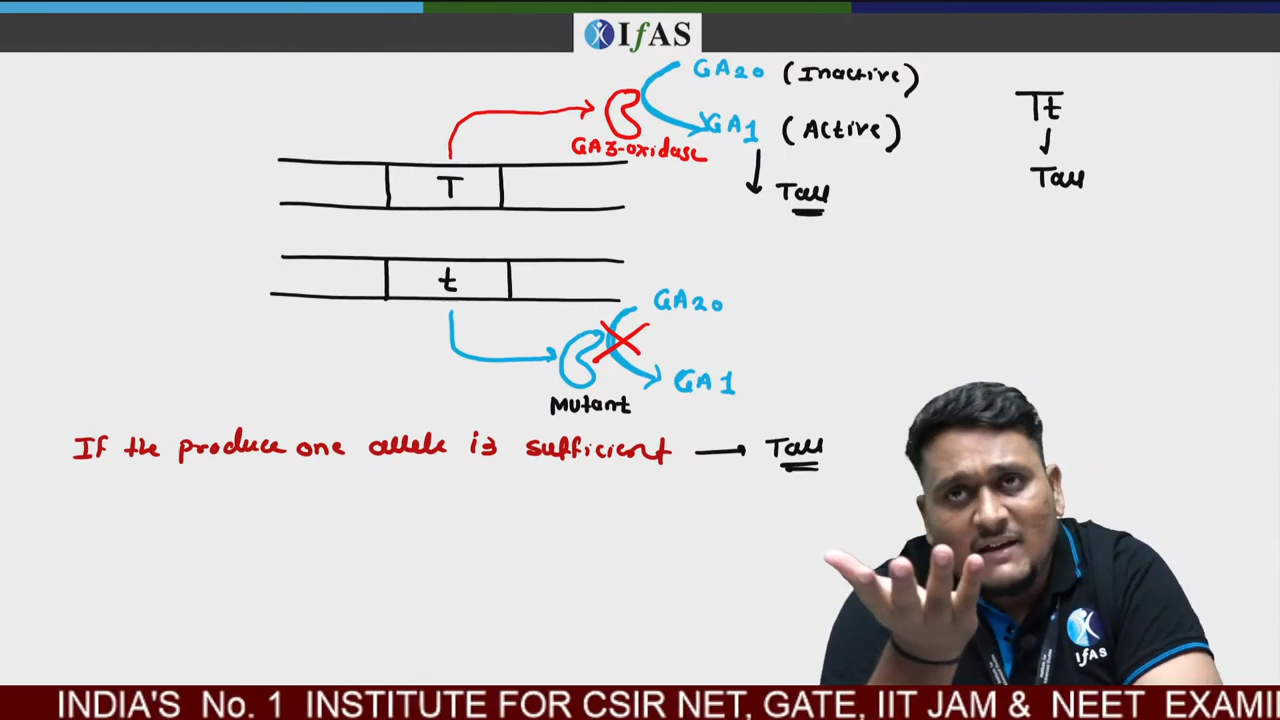 IfAS
GA20 (Inactive)
GA1 (Active)
GA3-oxidase
Tall
T
Tt
Tall
t
GA20
GA1
Mutant
If the produce one allele is sufficient → Tall
IfAS
INDIA'S No. 1 INSTITUTE FOR CSIR NET, GATE, IIT JAM & NEET EXAMI